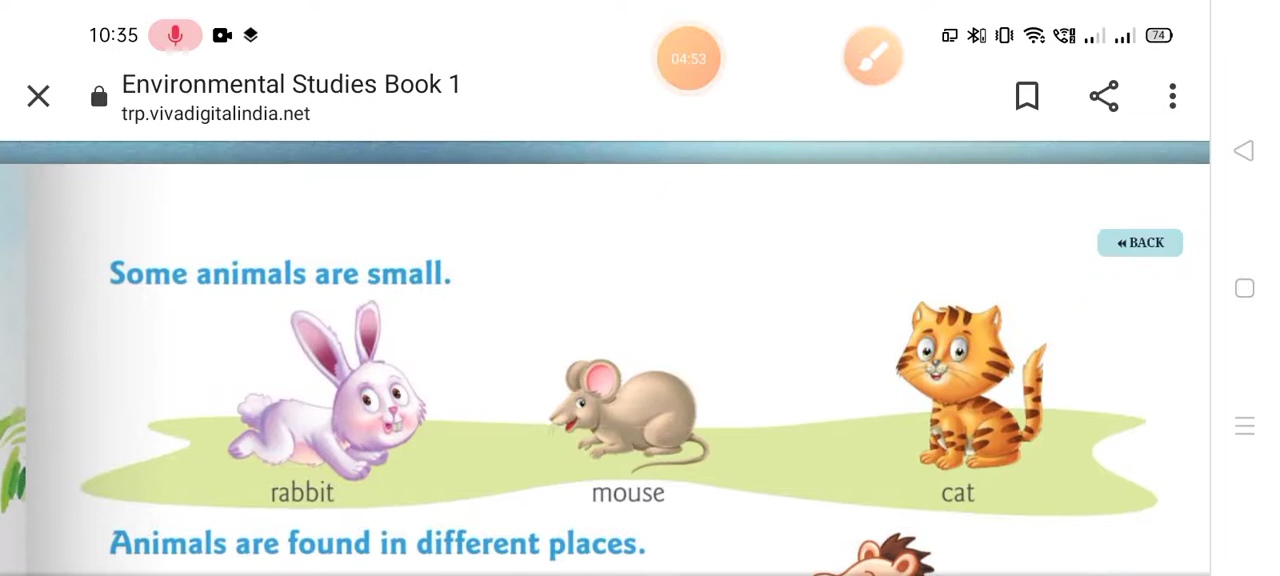 10:35
04:53
74
Environmental Studies Book 1
trp.vivadigitalindia.net
BACK
Some animals are small.
rabbit mouse cat
Animals are found in different places.